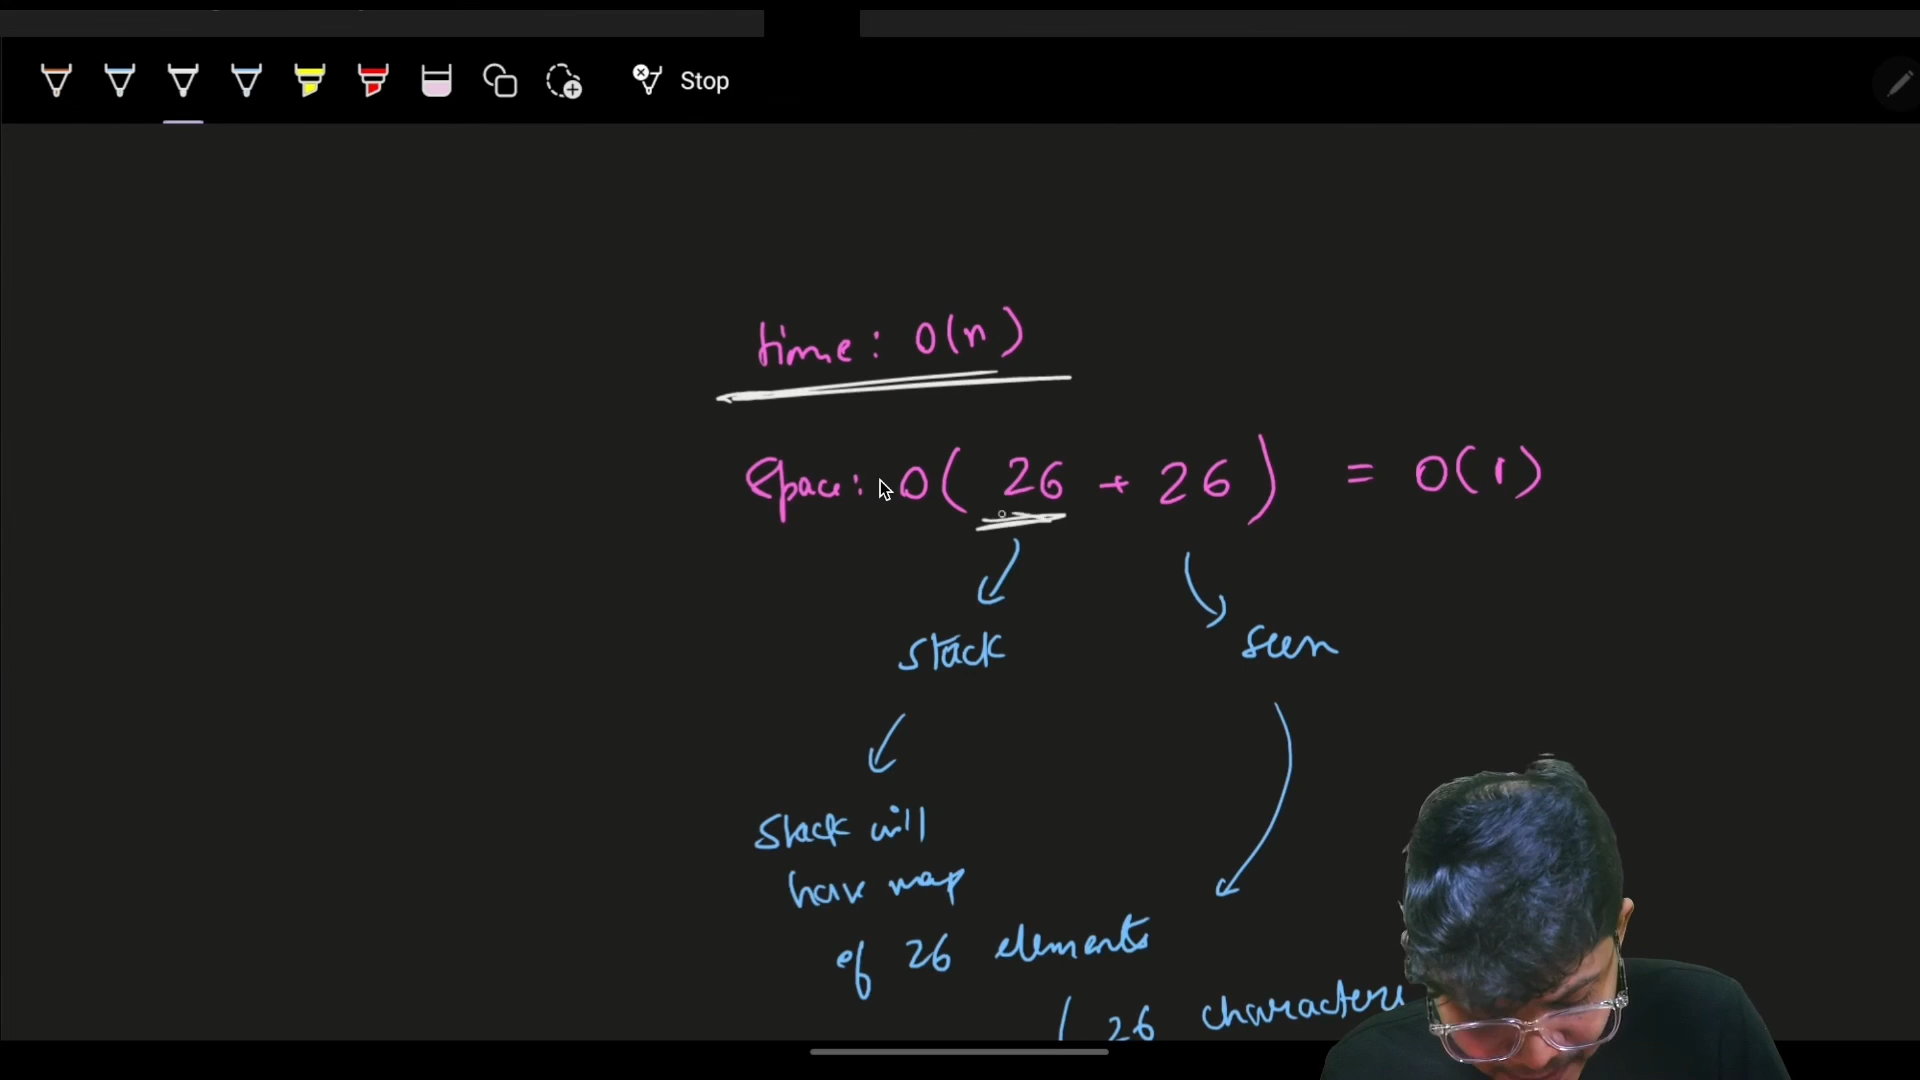 Stop
time: O(n)
Space: O( 26 + 26 ) = O(1)
stack
seen
Stack will
have map
of 26 elements
( 26 characters